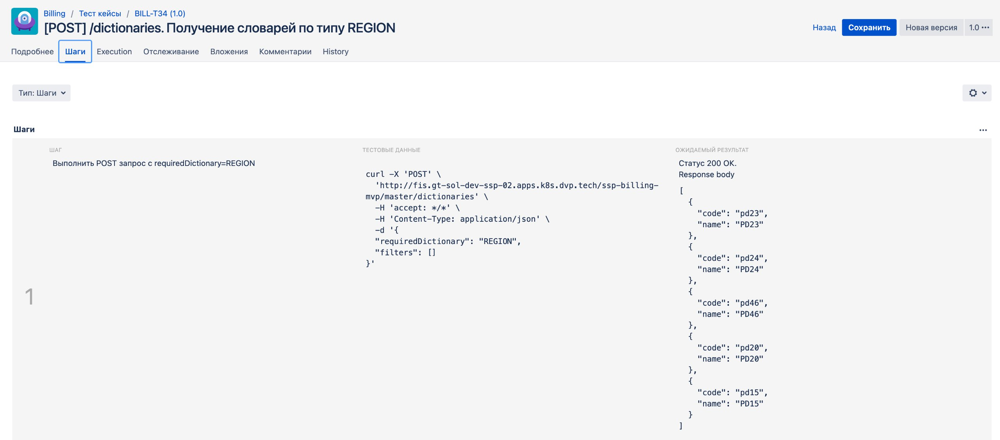 Billing / Тест кейсы / BILL-T34 (1.0)
[POST] /dictionaries. Получение словарей по типу REGION
Назад Сохранить Новая версия 1.0 ···
Подробнее Шаги Execution Отслеживание Вложения Комментарии History
Тип: Шаги
Шаги
···
ШАГ
Выполнить POST запрос с requiredDictionary=REGION
1
ТЕСТОВЫЕ ДАННЫЕ
curl -X 'POST' \
  'http://fis.gt-sol-dev-ssp-02.apps.k8s.dvp.tech/ssp-billing-
mvp/master/dictionaries' \
  -H 'accept: */*' \
  -H 'Content-Type: application/json' \
  -d '{
  "requiredDictionary": "REGION",
  "filters": []
}'
ОЖИДАЕМЫЙ РЕЗУЛЬТАТ
Статус 200 ОК.
Response body
[
  {
    "code": "pd23",
    "name": "PD23"
  },
  {
    "code": "pd24",
    "name": "PD24"
  },
  {
    "code": "pd46",
    "name": "PD46"
  },
  {
    "code": "pd20",
    "name": "PD20"
  },
  {
    "code": "pd15",
    "name": "PD15"
  }
]